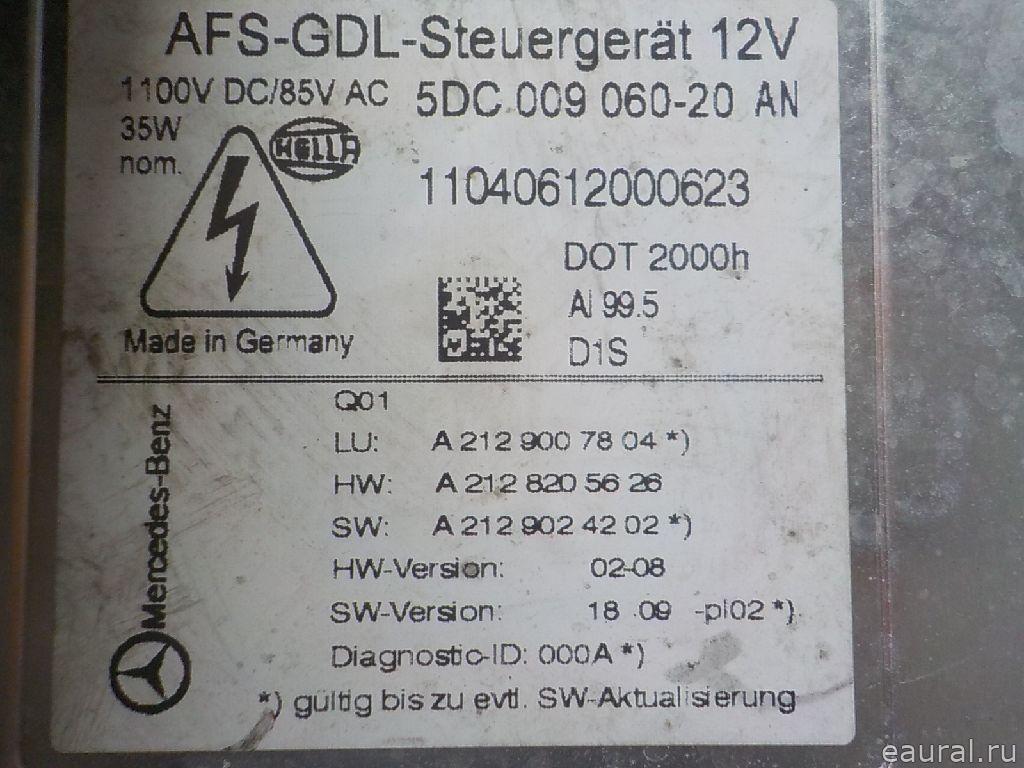 AFS-GDL-Steuergerät 12V
1100V DC/85V AC 5DC 009 060-20 AN
35W
nom.
HELLA
11040612000623
DOT 2000h
Al 99.5
D1S
Made in Germany
Mercedes-Benz
Q01
LU: A 212 900 78 04 *)
HW: A 212 820 56 26
SW: A 212 902 42 02 *)
HW-Version: 02-08
SW-Version: 18 09 -pl02 *)
Diagnostic-ID: 000A *)
*) gültig bis zu evtl. SW-Aktualisierung
eaural.ru